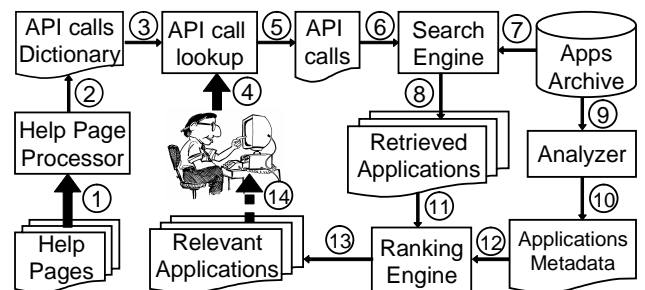 API calls
Dictionary
3
API call
lookup
5
API
calls
6
Search
Engine
7
Apps
Archive
2
4
8
9
Help Page
Processor
Retrieved
Applications
Analyzer
1
14
11
10
Help
Pages
Relevant
Applications
13
Ranking
Engine
12
Applications
Metadata